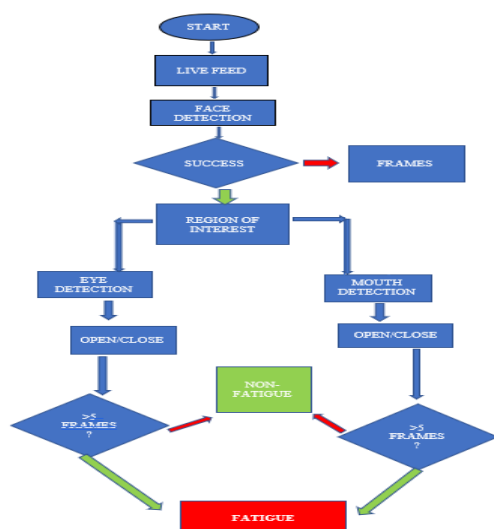 START
LIVE FEED
FACE
DETECTION
SUCCESS
FRAMES
REGION OF
INTEREST
EYE
DETECTION
MOUTH
DETECTION
OPEN/CLOSE
OPEN/CLOSE
NON-
FATIGUE
>5
FRAMES
?
>5
FRAMES
?
FATIGUE